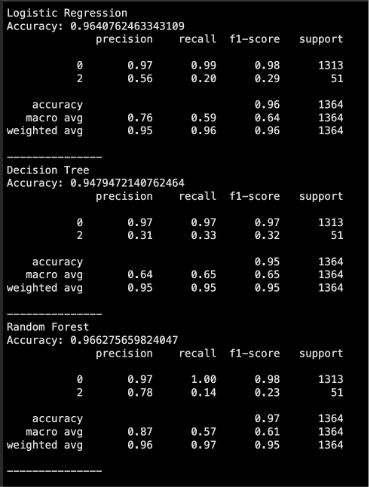 Logistic Regression
Accuracy: 0.9640762463343109
precision recall f1-score support
0 0.97 0.99 0.98 1313
2 0.56 0.20 0.29 51
accuracy 0.96 1364
macro avg 0.76 0.59 0.64 1364
weighted avg 0.95 0.96 0.96 1364
_______________
Decision Tree
Accuracy: 0.9479472140762464
precision recall f1-score support
0 0.97 0.97 0.97 1313
2 0.31 0.33 0.32 51
accuracy 0.95 1364
macro avg 0.64 0.65 0.65 1364
weighted avg 0.95 0.95 0.95 1364
_______________
Random Forest
Accuracy: 0.966275659824047
precision recall f1-score support
0 0.97 1.00 0.98 1313
2 0.78 0.14 0.23 51
accuracy 0.97 1364
macro avg 0.87 0.57 0.61 1364
weighted avg 0.96 0.97 0.95 1364
_______________